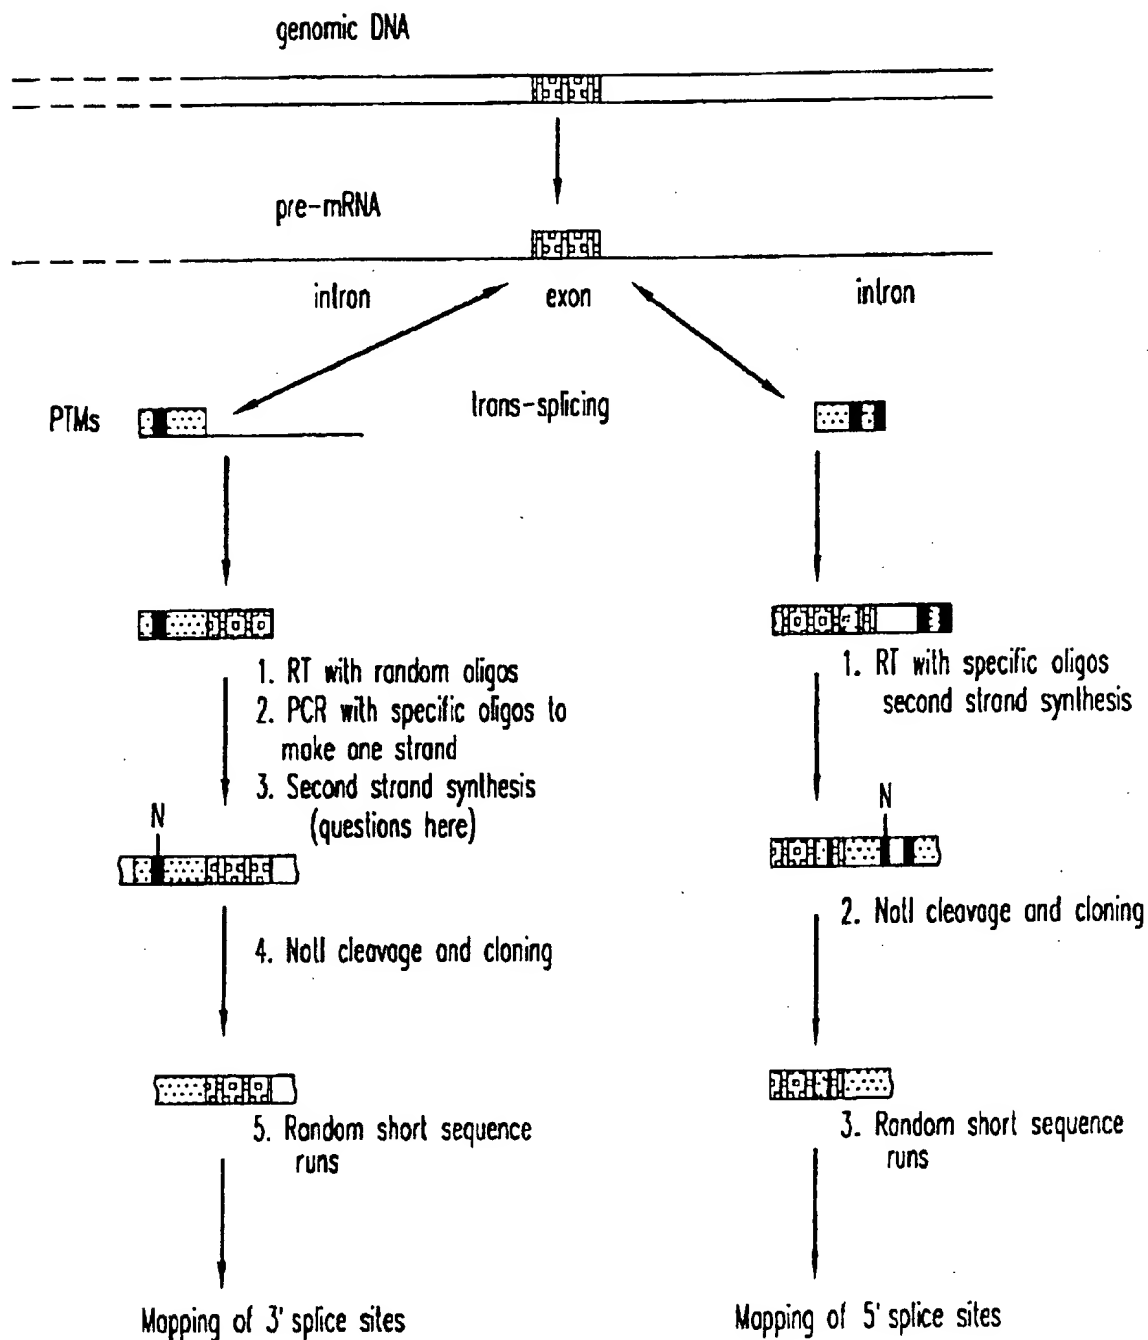 genomic DNA
pre-mRNA
intron
exon
intron
PTMs
trans-splicing
1. RT with random oligos
2. PCR with specific oligos to
make one strand
3. Second strand synthesis
(questions here)
N
4. NotI cleavage and cloning
5. Random short sequence
runs
Mapping of 3' splice sites
1. RT with specific oligos
second strand synthesis
N
2. NotI cleavage and cloning
3. Random short sequence
runs
Mapping of 5' splice sites